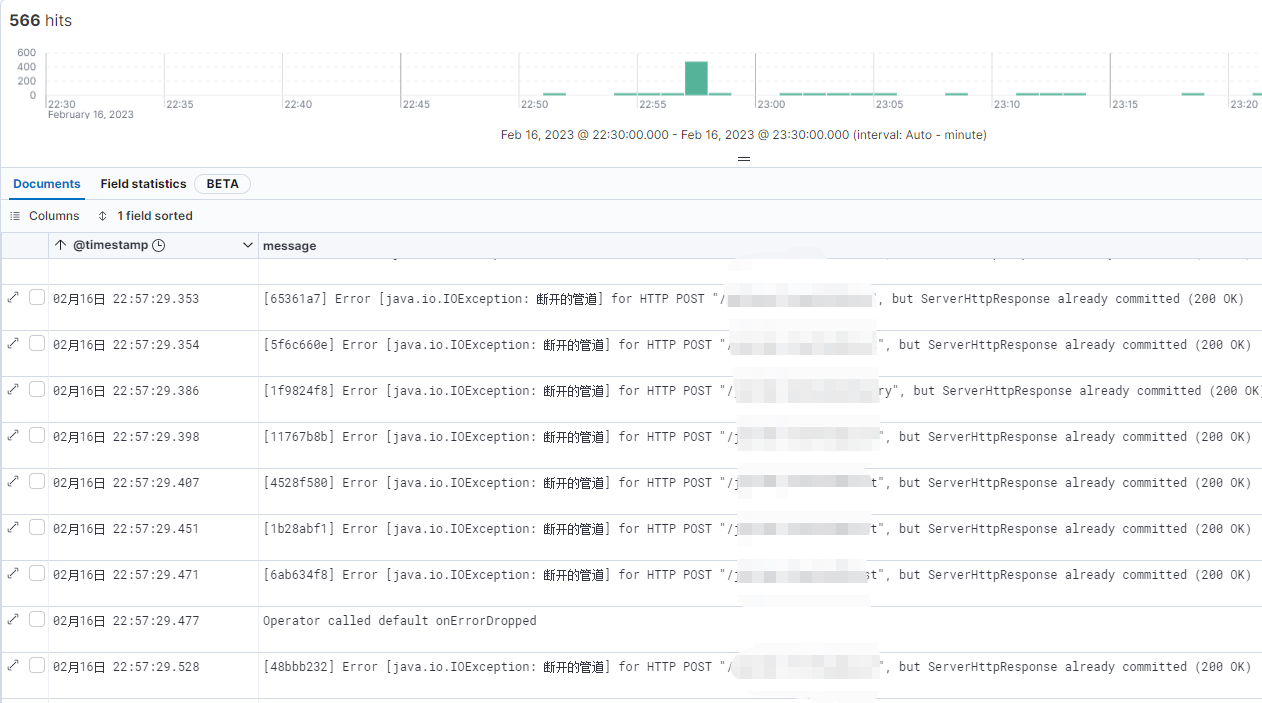 566 hits
600
400
200
0
22:30 22:35 22:40 22:45 22:50 22:55 23:00 23:05 23:10 23:15 23:20
February 16, 2023
Feb 16, 2023 @ 22:30:00.000 - Feb 16, 2023 @ 23:30:00.000 (interval: Auto - minute)
Documents Field statistics BETA
Columns 1 field sorted
@timestamp message
02月16日 22:57:29.353 [65361a7] Error [java.io.IOException: 断开的管道] for HTTP POST "/ ", but ServerHttpResponse already committed (200 OK)
02月16日 22:57:29.354 [5f6c660e] Error [java.io.IOException: 断开的管道] for HTTP POST "/ ", but ServerHttpResponse already committed (200 OK)
02月16日 22:57:29.386 [1f9824f8] Error [java.io.IOException: 断开的管道] for HTTP POST "/ ry", but ServerHttpResponse already committed (200 OK
02月16日 22:57:29.398 [11767b8b] Error [java.io.IOException: 断开的管道] for HTTP POST "/j ", but ServerHttpResponse already committed (200 OK)
02月16日 22:57:29.407 [4528f580] Error [java.io.IOException: 断开的管道] for HTTP POST "/j t", but ServerHttpResponse already committed (200 OK)
02月16日 22:57:29.451 [1b28abf1] Error [java.io.IOException: 断开的管道] for HTTP POST "/j t", but ServerHttpResponse already committed (200 OK)
02月16日 22:57:29.471 [6ab634f8] Error [java.io.IOException: 断开的管道] for HTTP POST "/j st", but ServerHttpResponse already committed (200 OK)
02月16日 22:57:29.477 Operator called default onErrorDropped
02月16日 22:57:29.528 [48bbb232] Error [java.io.IOException: 断开的管道] for HTTP POST "/ ", but ServerHttpResponse already committed (200 OK)